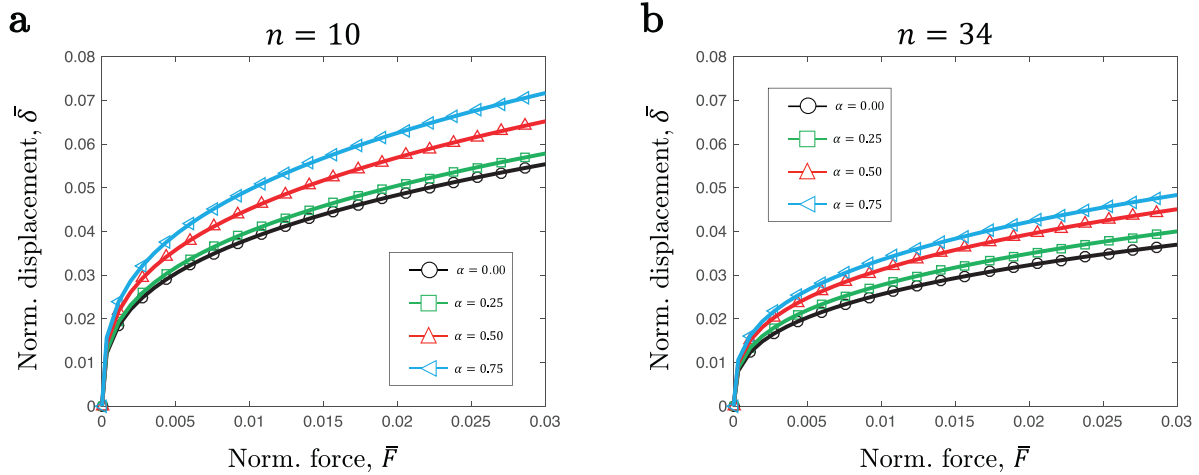 a
n = 10
0.08
0.07
0.06
0.05
0.04
0.03
0.02
0.01
0
Norm. displacement, δ̄
α = 0.00
α = 0.25
α = 0.50
α = 0.75
0 0.005 0.01 0.015 0.02 0.025 0.03
Norm. force, F̄
b
n = 34
0.08
0.07
0.06
0.05
0.04
0.03
0.02
0.01
0
Norm. displacement, δ̄
α = 0.00
α = 0.25
α = 0.50
α = 0.75
0 0.005 0.01 0.015 0.02 0.025 0.03
Norm. force, F̄